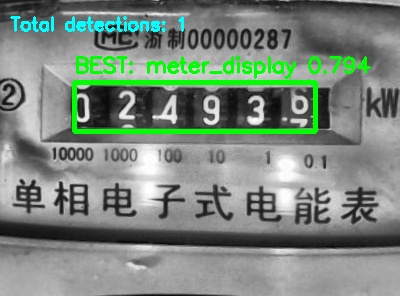 Total detections: 1
MC 浙制00000287
BEST: meter_display 0.794
② 0 2 4 9 3 6 kW
10000 1000 100 10 1 0.1
单相电子式电能表